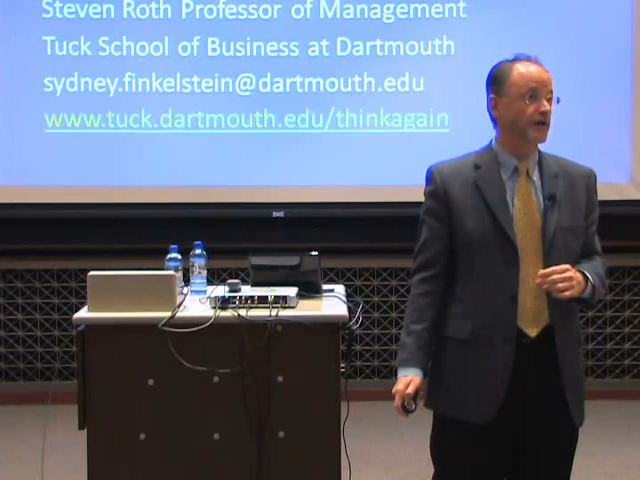 Steven Roth Professor of Management
Tuck School of Business at Dartmouth
sydney.finkelstein@dartmouth.edu
www.tuck.dartmouth.edu/thinkagain